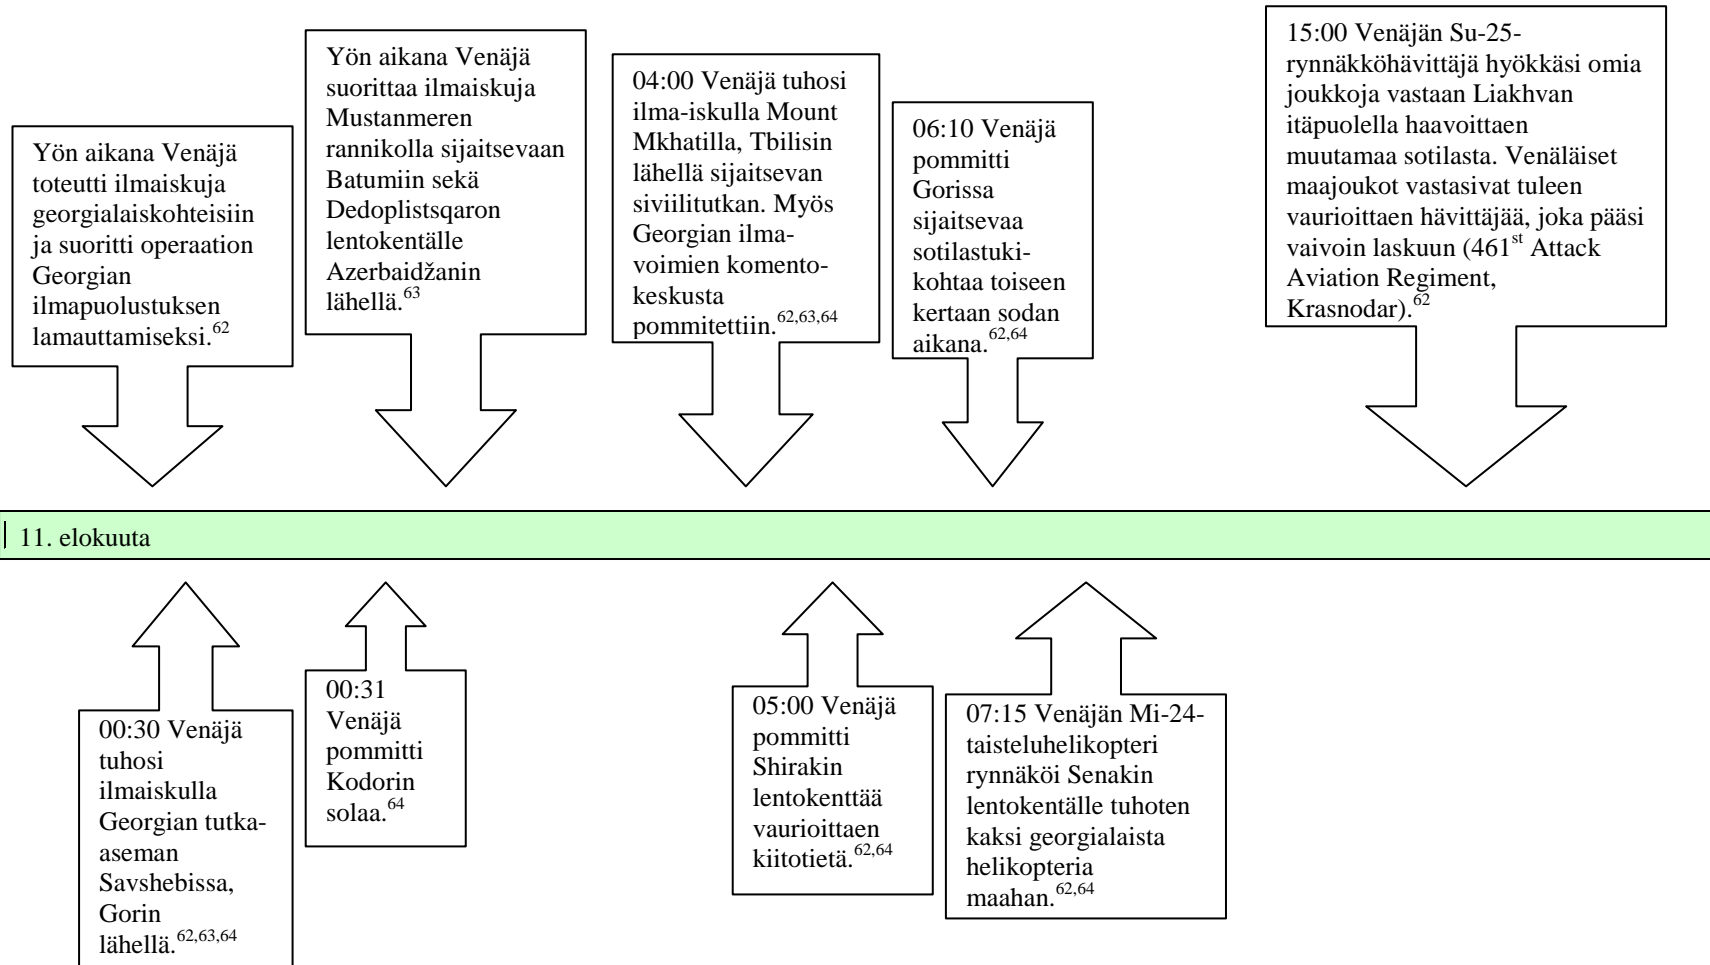 Yön aikana Venäjä
toteutti ilmaiskuja
georgialaiskohteisiin
ja suoritti operaation
Georgian
ilmapuolustuksen
lamauttamiseksi.62
Yön aikana Venäjä
suorittaa ilmaiskuja
Mustanmeren
rannikolla sijaitsevaan
Batumiin sekä
Dedoplistsqaron
lentokentälle
Azerbaidžanin
lähellä.63
04:00 Venäjä tuhosi
ilma-iskulla Mount
Mkhatilla, Tbilisin
lähellä sijaitsevan
siviilitutkan. Myös
Georgian ilma-
voimien komento-
keskusta
pommitettiin.62,63,64
06:10 Venäjä
pommitti
Gorissa
sijaitsevaa
sotilastuki-
kohtaa toiseen
kertaan sodan
aikana.62,64
15:00 Venäjän Su-25-
rynnäkköhävittäjä hyökkäsi omia
joukkoja vastaan Liakhvan
itäpuolella haavoittaen
muutamaa sotilasta. Venäläiset
maajoukot vastasivat tuleen
vaurioittaen hävittäjää, joka pääsi
vaivoin laskuun (461st Attack
Aviation Regiment,
Krasnodar).62
11. elokuuta
00:30 Venäjä
tuhosi
ilmaiskulla
Georgian tutka-
aseman
Savshebissa,
Gorin
lähellä.62,63,64
00:31
Venäjä
pommitti
Kodorin
solaa.64
05:00 Venäjä
pommitti
Shirakin
lentokenttää
vaurioittaen
kiitotietä.62,64
07:15 Venäjän Mi-24-
taisteluhelikopteri
rynnäköi Senakin
lentokentälle tuhoten
kaksi georgialaista
helikopteria
maahan.62,64